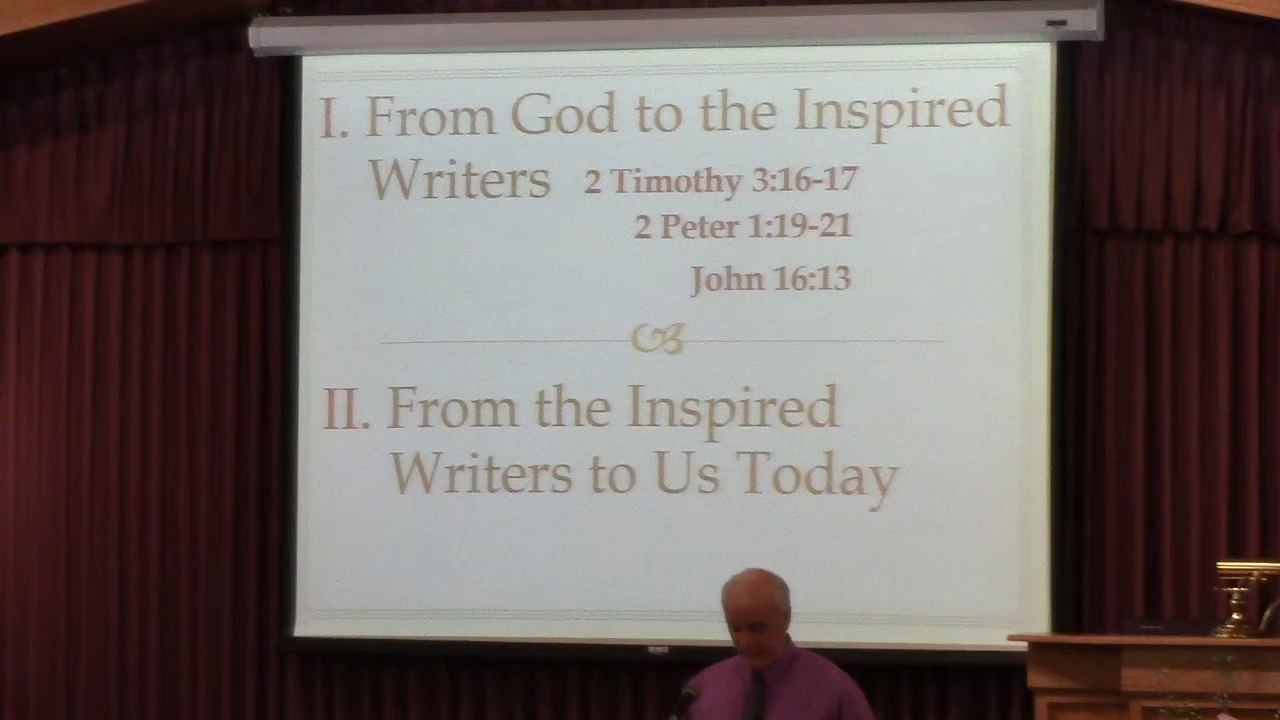 I. From God to the Inspired
Writers 2 Timothy 3:16-17
2 Peter 1:19-21
John 16:13
II. From the Inspired
Writers to Us Today